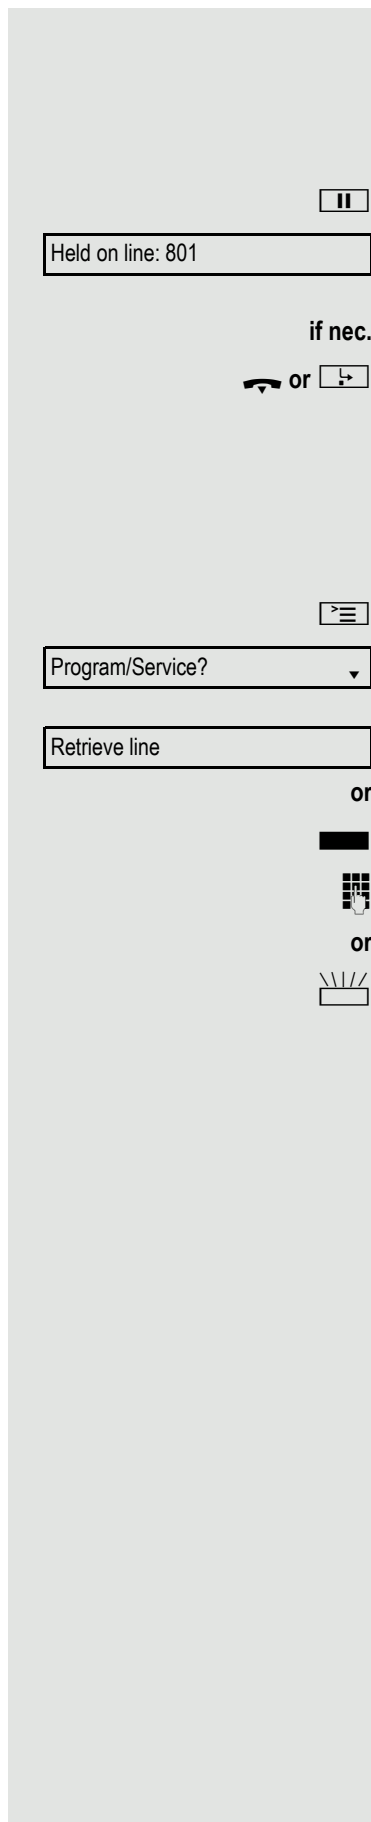 Held on line: 801
if nec.
or
Program/Service?
Retrieve line
or
or